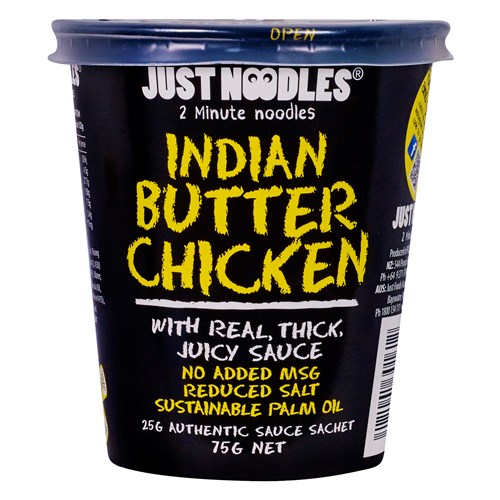 OPEN
JUST NOODLES®
2 Minute noodles
INDIAN
BUTTER
CHICKEN
WITH REAL, THICK,
JUICY SAUCE
NO ADDED MSG
REDUCED SALT
SUSTAINABLE PALM OIL
25G AUTHENTIC SAUCE SACHET
75G NET
JUST